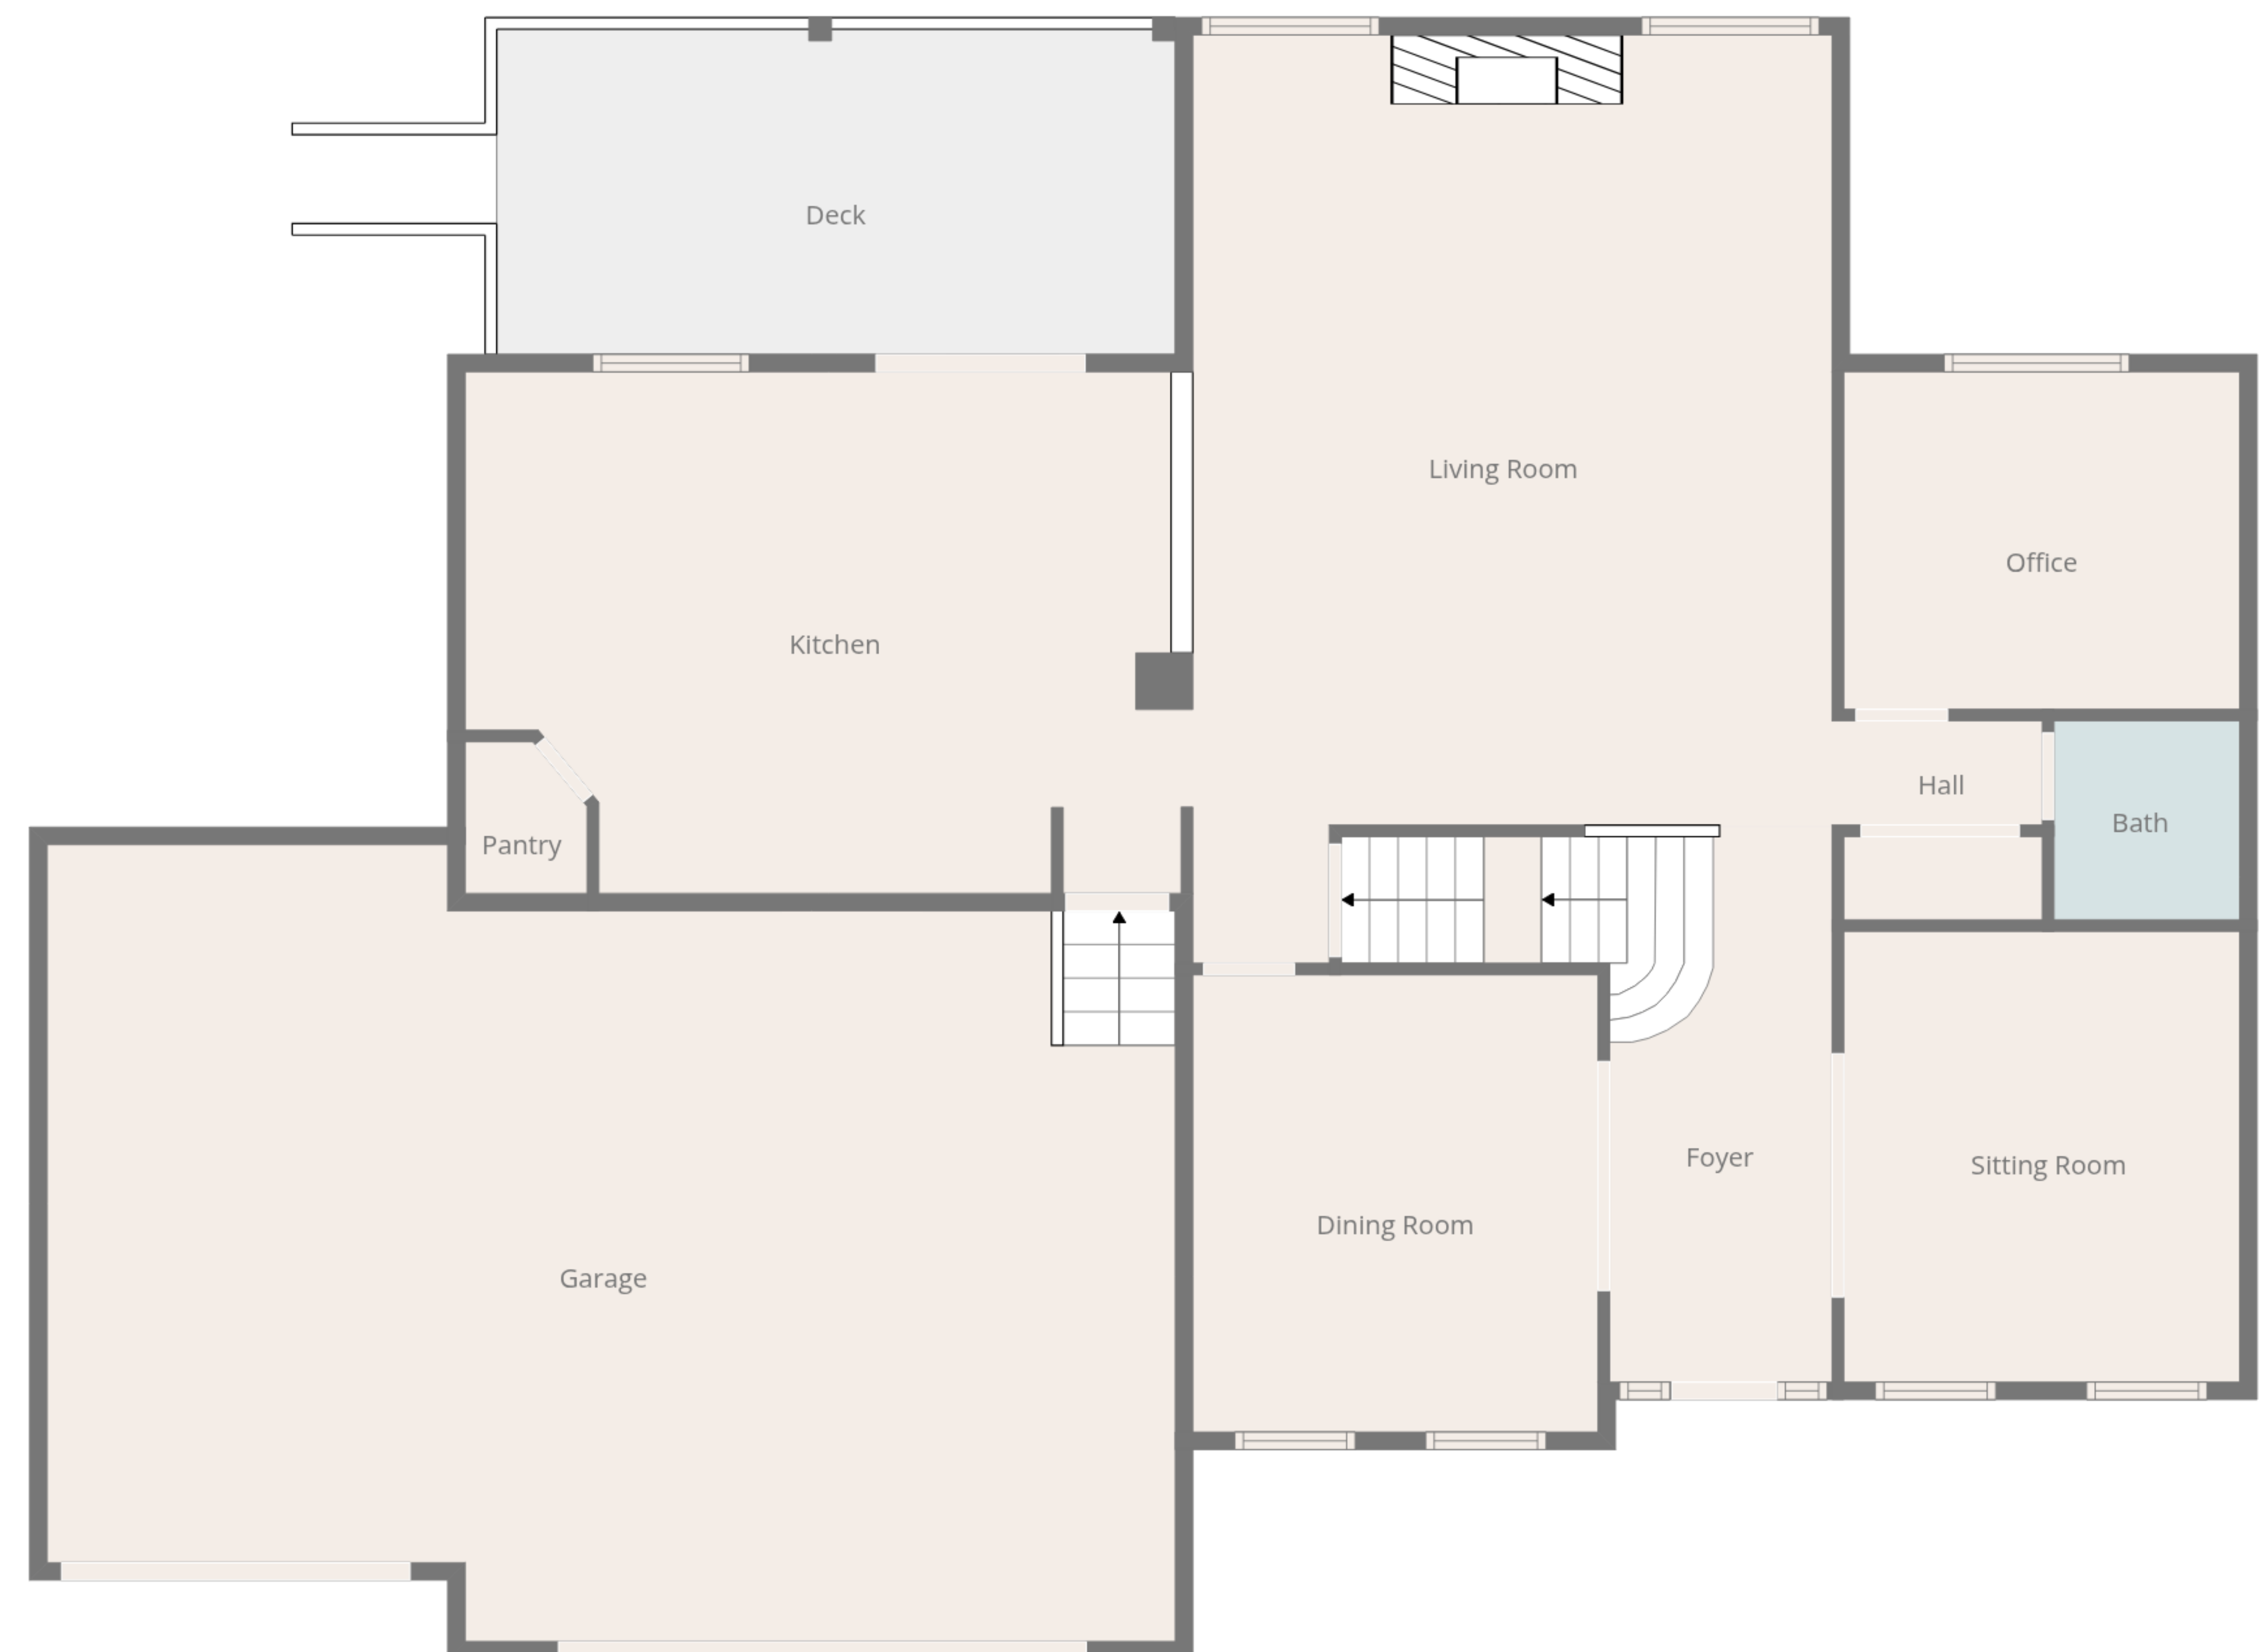 Deck
Living Room
Office
Kitchen
Hall
Bath
Pantry
Foyer
Sitting Room
Dining Room
Garage